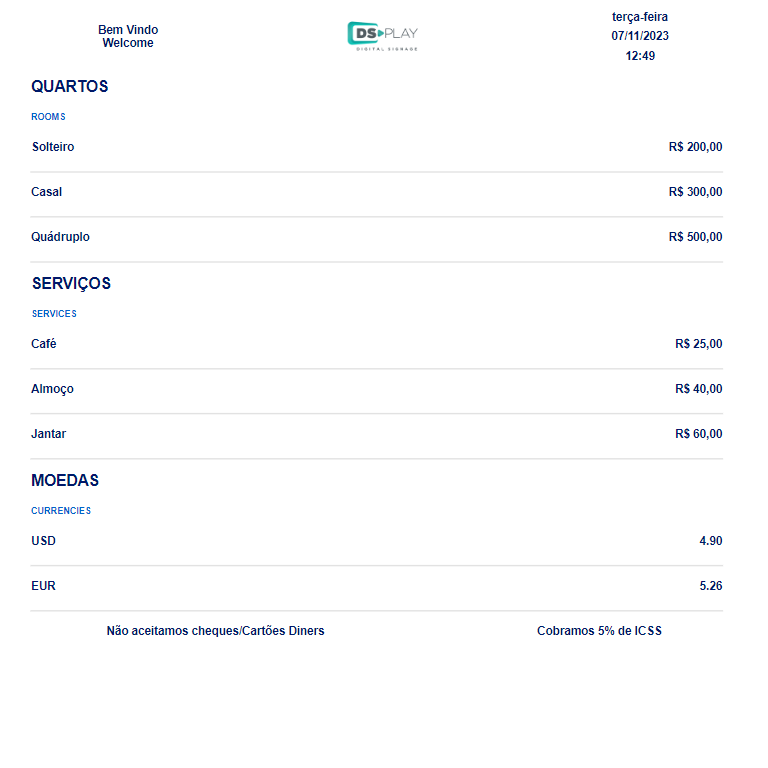 Bem Vindo
Welcome
DS PLAY
DIGITAL SIGNAGE
terça-feira
07/11/2023
12:49
QUARTOS
ROOMS
Solteiro R$ 200,00
Casal R$ 300,00
Quádruplo R$ 500,00
SERVIÇOS
SERVICES
Café R$ 25,00
Almoço R$ 40,00
Jantar R$ 60,00
MOEDAS
CURRENCIES
USD 4.90
EUR 5.26
Não aceitamos cheques/Cartões Diners Cobramos 5% de ICSS